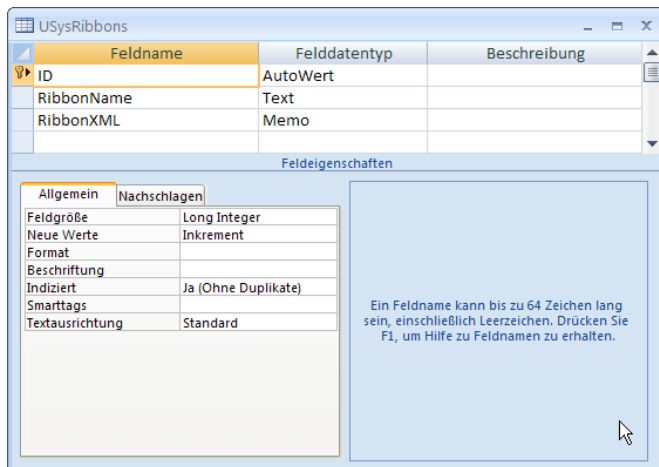 USysRibbons
Feldname Felddatentyp Beschreibung
ID AutoWert
RibbonName Text
RibbonXML Memo
Feldeigenschaften
Allgemein Nachschlagen
Feldgröße Long Integer
Neue Werte Inkrement
Format
Beschriftung
Indiziert Ja (Ohne Duplikate)
Smarttags
Textausrichtung Standard
Ein Feldname kann bis zu 64 Zeichen lang
sein, einschließlich Leerzeichen. Drücken Sie
F1, um Hilfe zu Feldnamen zu erhalten.